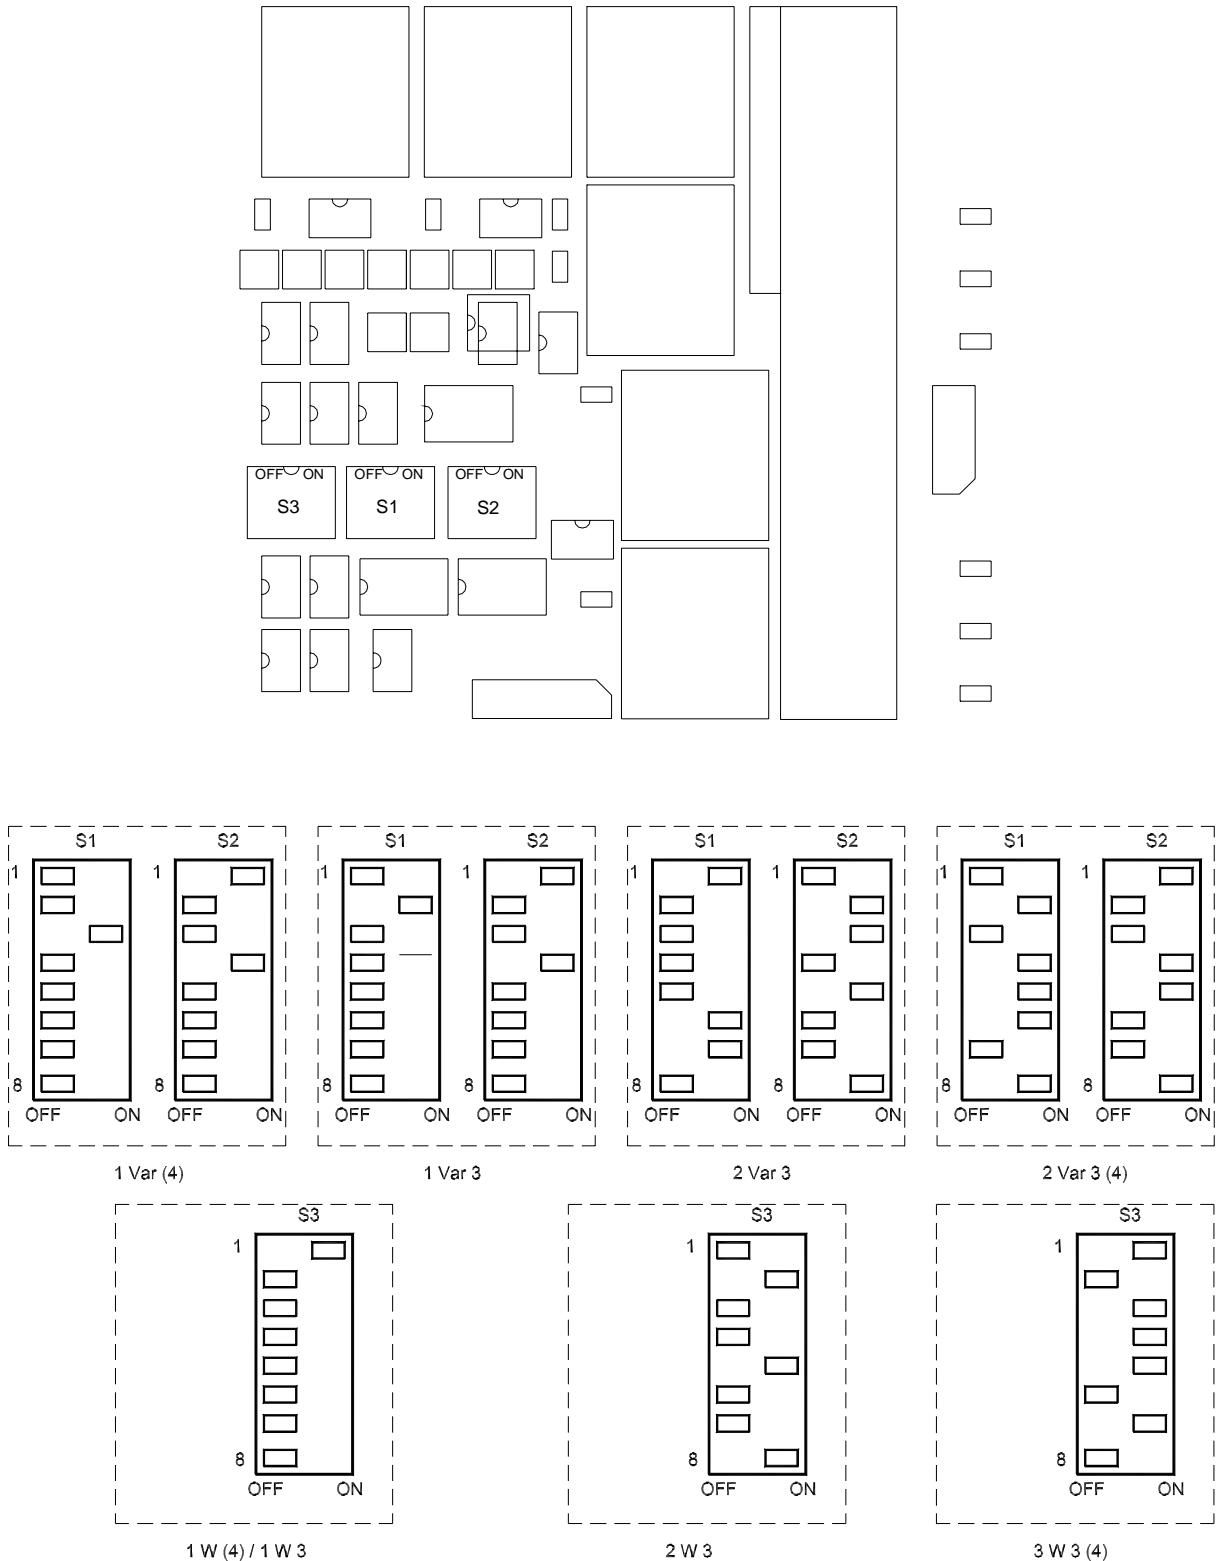 OFF ON OFF ON OFF ON
S3 S1 S2
S1 S2 S1 S2 S1 S2 S1 S2
1 1 1 1 1 1 1 1
8 8 8 8 8 8 8 8
OFF ON OFF ON OFF ON OFF ON OFF ON OFF ON OFF ON OFF ON
1 Var (4) 1 Var 3 2 Var 3 2 Var 3 (4)
S3 S3 S3
1 1 1
8 8 8
OFF ON OFF ON OFF ON
1 W (4) / 1 W 3 2 W 3 3 W 3 (4)